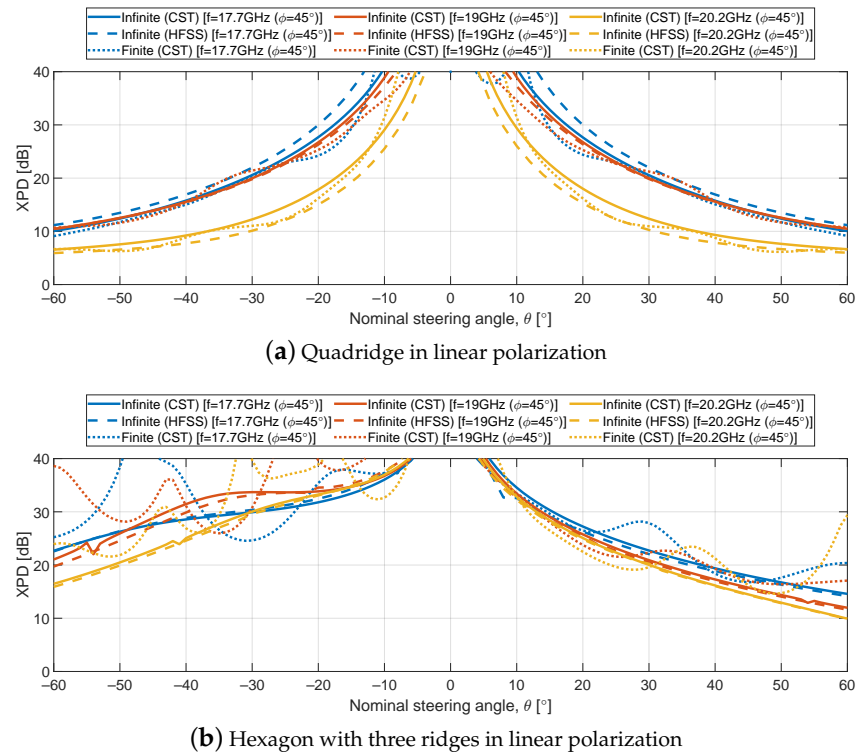 Infinite (CST) [f=17.7GHz (ϕ=45°)] Infinite (CST) [f=19GHz (ϕ=45°)] Infinite (CST) [f=20.2GHz (ϕ=45°)]
Infinite (HFSS) [f=17.7GHz (ϕ=45°)] Infinite (HFSS) [f=19GHz (ϕ=45°)] Infinite (HFSS) [f=20.2GHz (ϕ=45°)]
Finite (CST) [f=17.7GHz (ϕ=45°)] Finite (CST) [f=19GHz (ϕ=45°)] Finite (CST) [f=20.2GHz (ϕ=45°)]
40
30
20
10
0
XPD [dB]
−60 −50 −40 −30 −20 −10 0 10 20 30 40 50 60
Nominal steering angle, θ [°]
(a) Quadridge in linear polarization
Infinite (CST) [f=17.7GHz (ϕ=45°)] Infinite (CST) [f=19GHz (ϕ=45°)] Infinite (CST) [f=20.2GHz (ϕ=45°)]
Infinite (HFSS) [f=17.7GHz (ϕ=45°)] Infinite (HFSS) [f=19GHz (ϕ=45°)] Infinite (HFSS) [f=20.2GHz (ϕ=45°)]
Finite (CST) [f=17.7GHz (ϕ=45°)] Finite (CST) [f=19GHz (ϕ=45°)] Finite (CST) [f=20.2GHz (ϕ=45°)]
40
30
20
10
0
XPD [dB]
−60 −50 −40 −30 −20 −10 0 10 20 30 40 50 60
Nominal steering angle, θ [°]
(b) Hexagon with three ridges in linear polarization